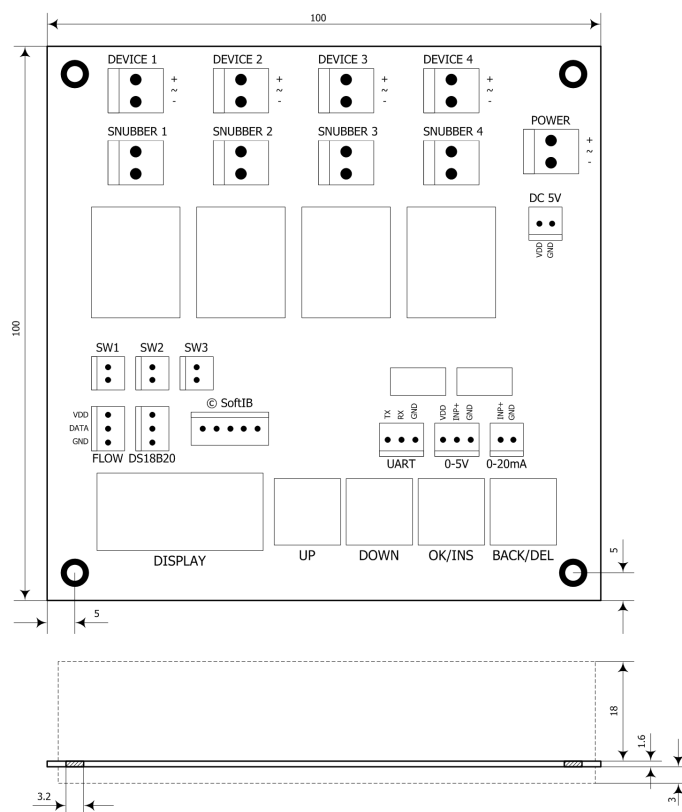 100
DEVICE 1 DEVICE 2 DEVICE 3 DEVICE 4
+ ~ - + ~ - + ~ - + ~ -
POWER
SNUBBER 1 SNUBBER 2 SNUBBER 3 SNUBBER 4
- ~ +
DC 5V
VDD GND
100
SW1 SW2 SW3
© SoftIB
VDD
DATA
GND
TX RX GND VDD INP+ GND INP+ GND
FLOW DS18B20 UART 0-5V 0-20mA
DISPLAY UP DOWN OK/INS BACK/DEL
5
5
18
1.6
3.2
3